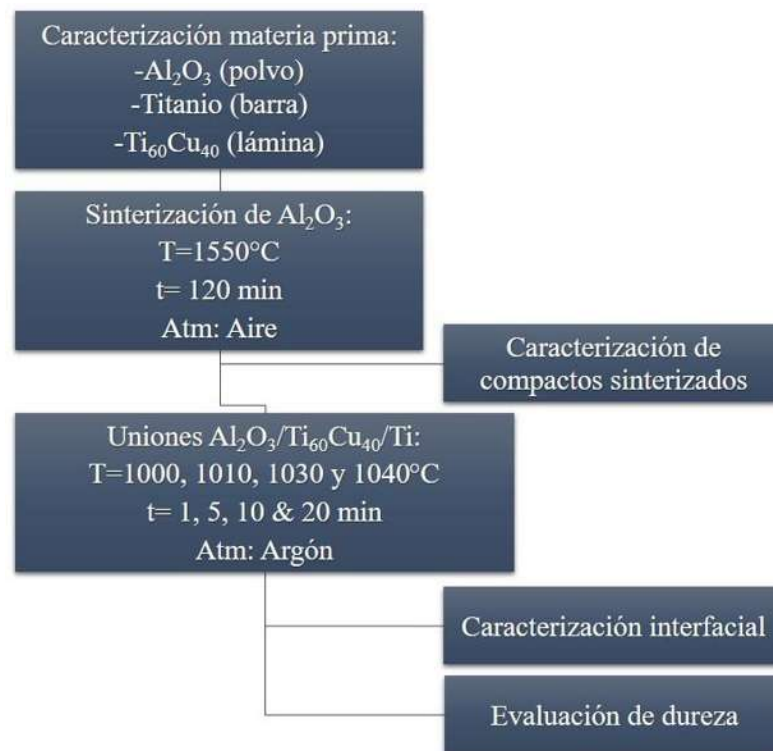 Caracterización materia prima:
-Al₂O₃ (polvo)
-Titanio (barra)
-Ti₆₀Cu₄₀ (lámina)
Sinterización de Al₂O₃:
T=1550°C
t= 120 min
Atm: Aire
Caracterización de
compactos sinterizados
Uniones Al₂O₃/Ti₆₀Cu₄₀/Ti:
T=1000, 1010, 1030 y 1040°C
t= 1, 5, 10 & 20 min
Atm: Argón
Caracterización interfacial
Evaluación de dureza